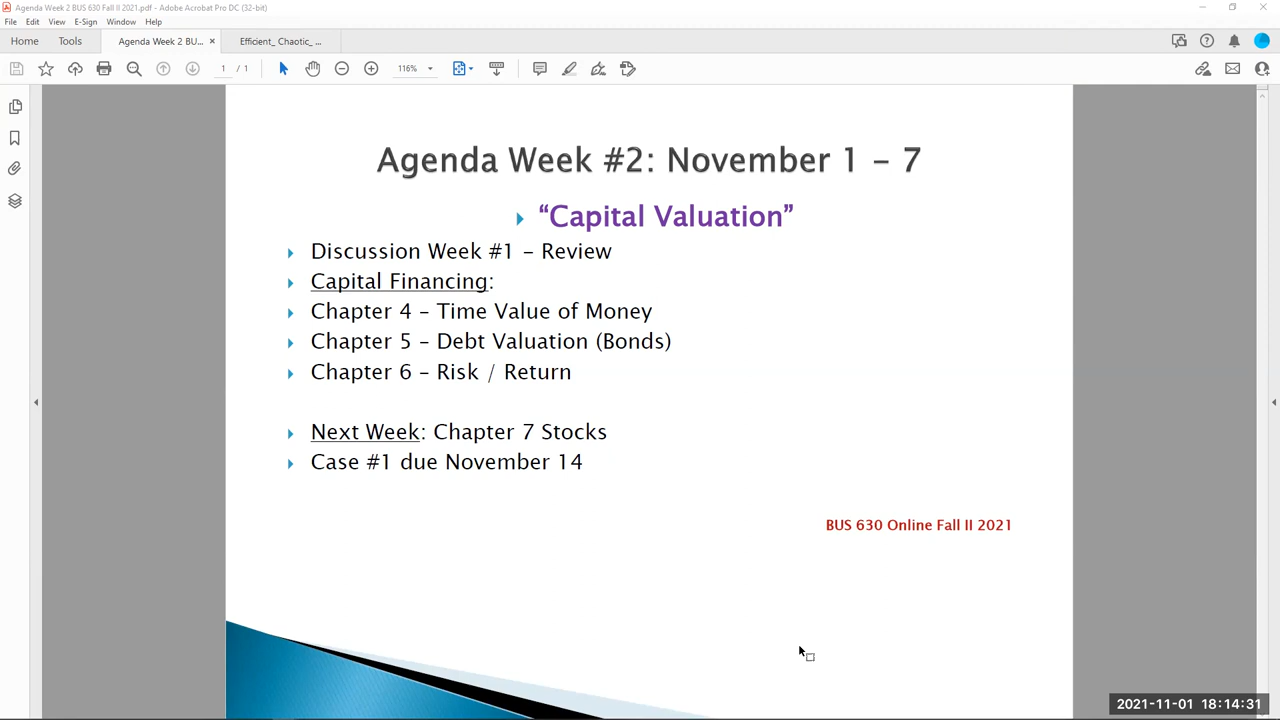 Agenda Week 2 BUS 630 Fall II 2021.pdf - Adobe Acrobat Pro DC (32-bit)
File Edit View E-Sign Window Help
Home Tools Agenda Week 2 BU... × Efficient_ Chaotic_ ...
1 / 1 116%
Agenda Week #2: November 1 – 7
“Capital Valuation”
Discussion Week #1 – Review
Capital Financing:
Chapter 4 – Time Value of Money
Chapter 5 – Debt Valuation (Bonds)
Chapter 6 – Risk / Return
Next Week: Chapter 7 Stocks
Case #1 due November 14
BUS 630 Online Fall II 2021
2021-11-01 18:14:31